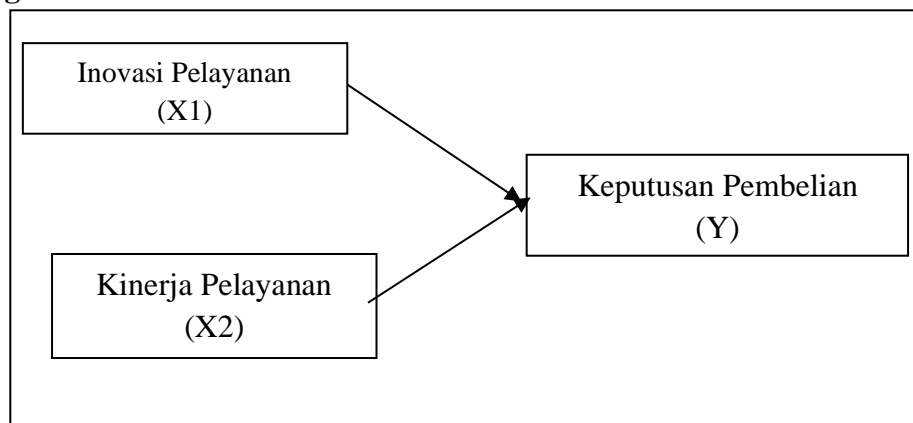 Inovasi Pelayanan
(X1)
Keputusan Pembelian
(Y)
Kinerja Pelayanan
(X2)